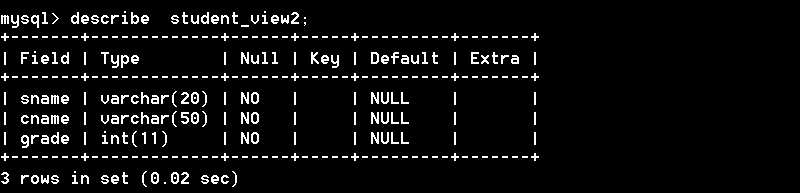 mysql> describe  student_view2;
+-------+-------------+------+-----+---------+-------+
| Field | Type        | Null | Key | Default | Extra |
+-------+-------------+------+-----+---------+-------+
| sname | varchar(20) | NO   |     | NULL    |       |
| cname | varchar(50) | NO   |     | NULL    |       |
| grade | int(11)     | NO   |     | NULL    |       |
+-------+-------------+------+-----+---------+-------+
3 rows in set (0.02 sec)